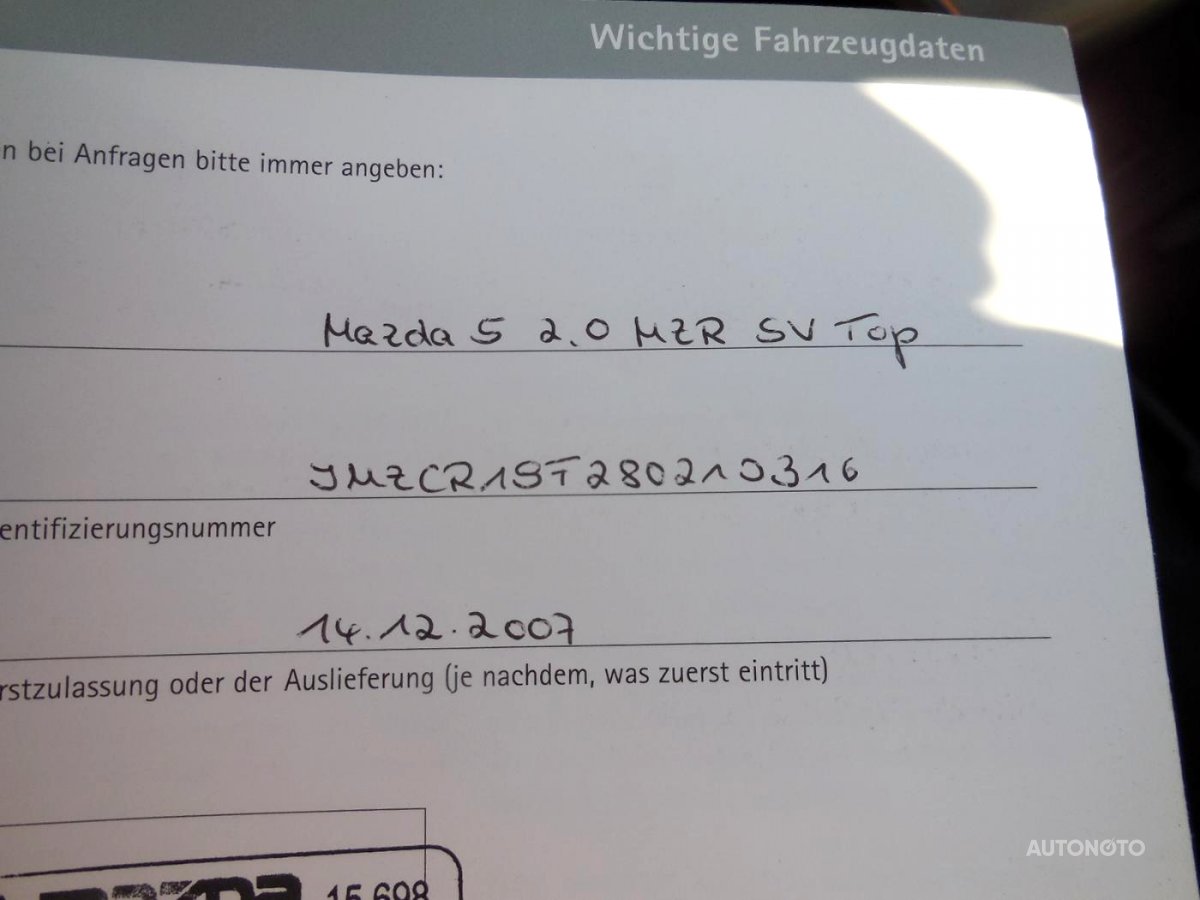 Wichtige Fahrzeugdaten
n bei Anfragen bitte immer angeben:
Mazda 5 2.0 MZR SV Top
JMZCR19T280210316
entifizierungsnummer
14.12.2007
rstzulassung oder der Auslieferung (je nachdem, was zuerst eintritt)
mazda 15 698
AUTONOTO